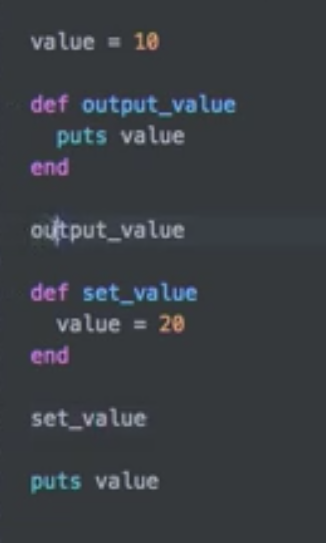 value = 10
def output_value
puts value
end
output_value
def set_value
value = 20
end
set_value
puts value